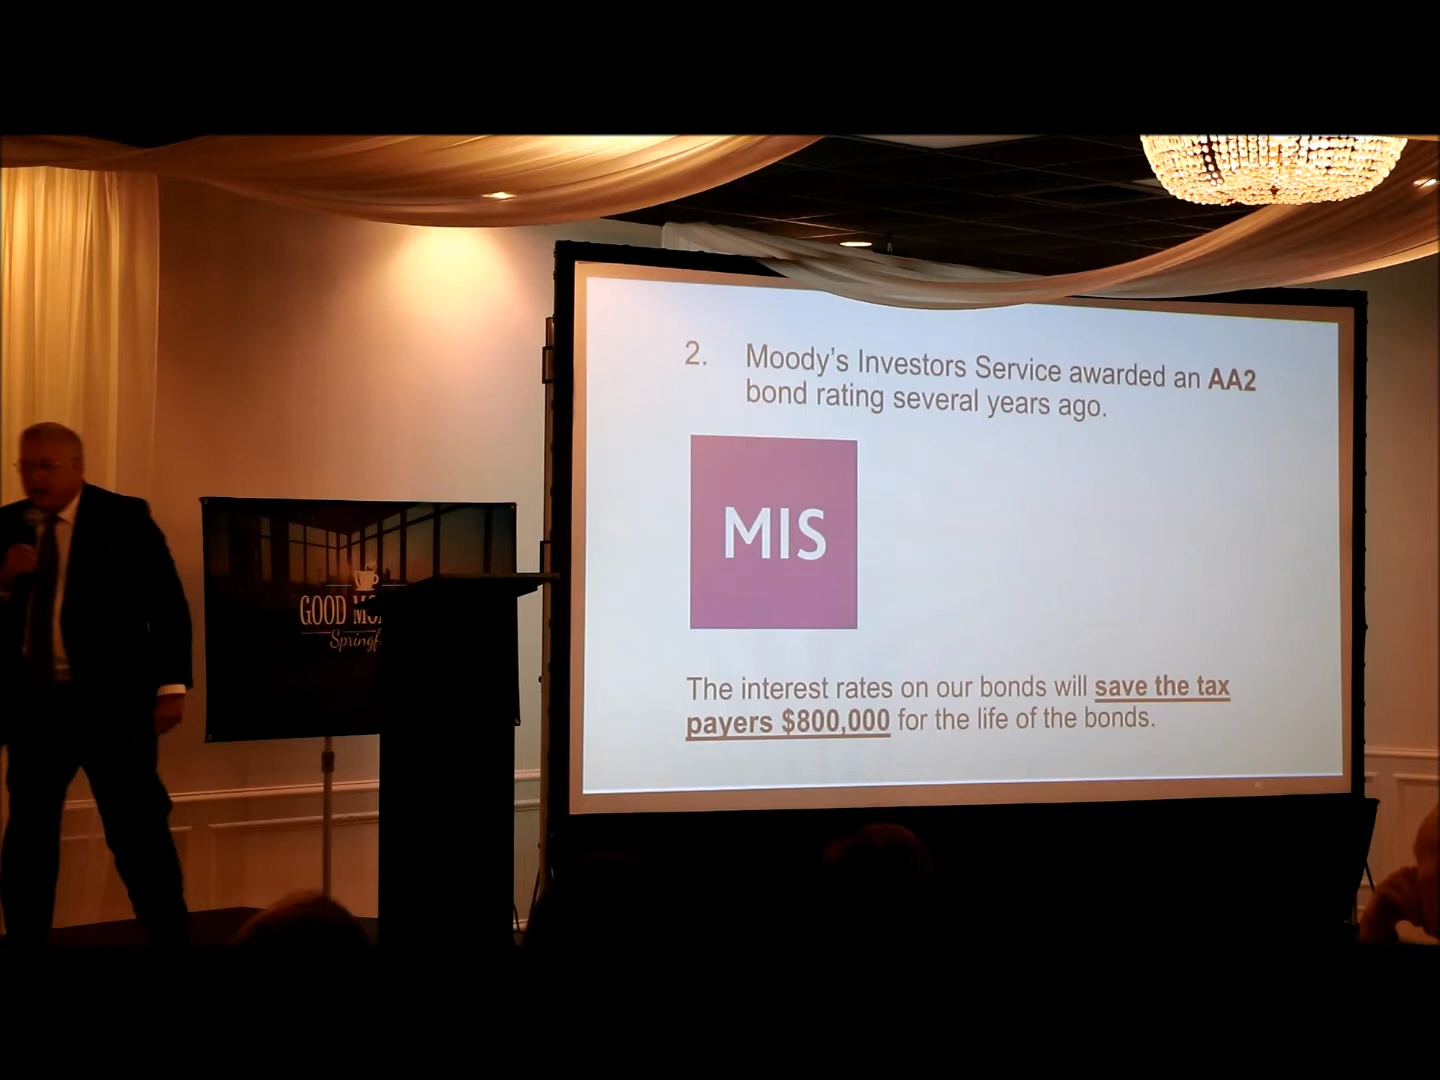 2. Moody's Investors Service awarded an AA2
bond rating several years ago.
MIS
The interest rates on our bonds will save the tax
payers $800,000 for the life of the bonds.
GOOD